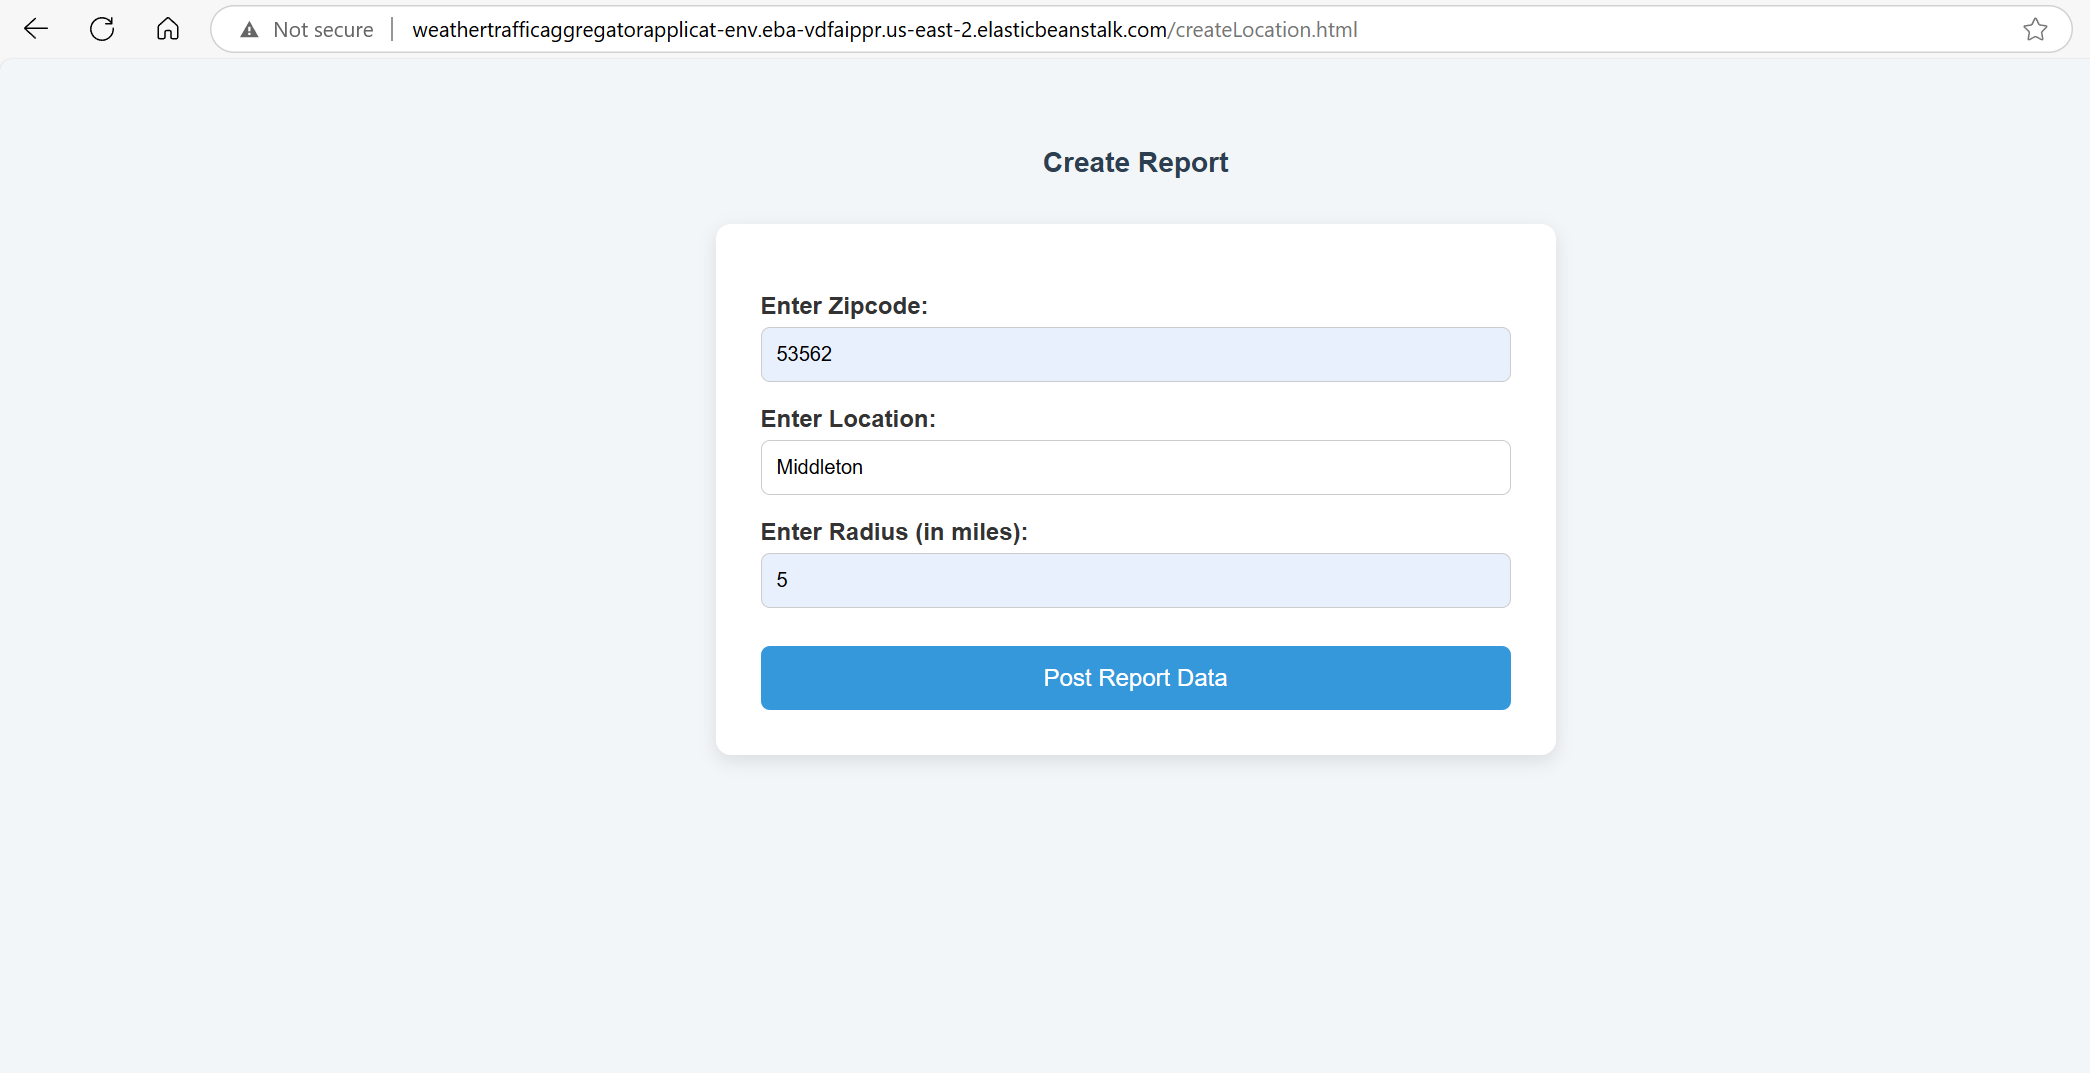 Not secure weathertrafficaggregatorapplicat-env.eba-vdfaippr.us-east-2.elasticbeanstalk.com/createLocation.html
Create Report
Enter Zipcode:
53562
Enter Location:
Middleton
Enter Radius (in miles):
5
Post Report Data